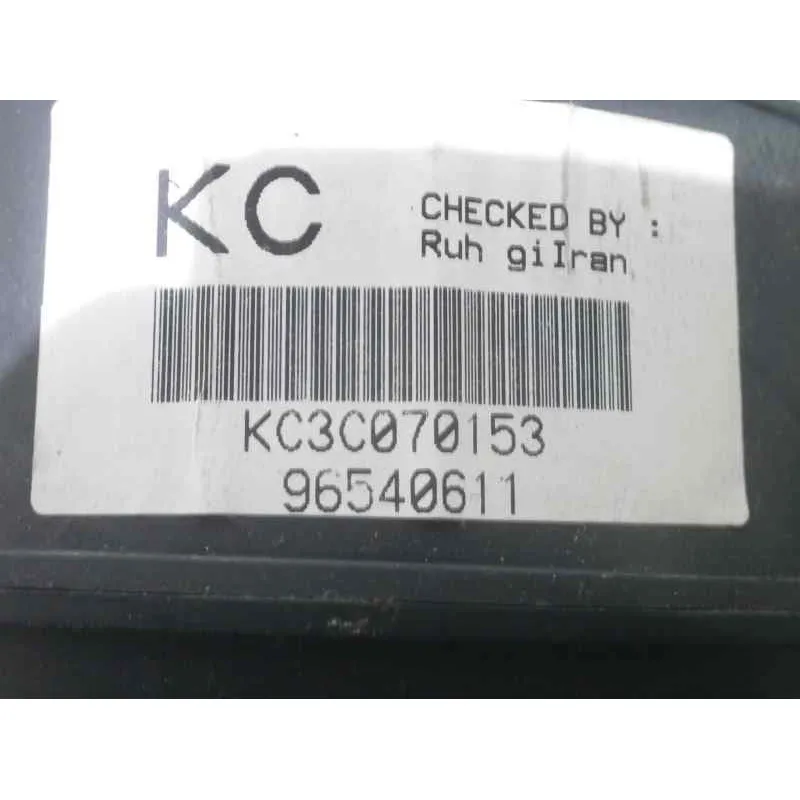 KC
CHECKED BY :
Ruh giIran
KC3C070153
96540611